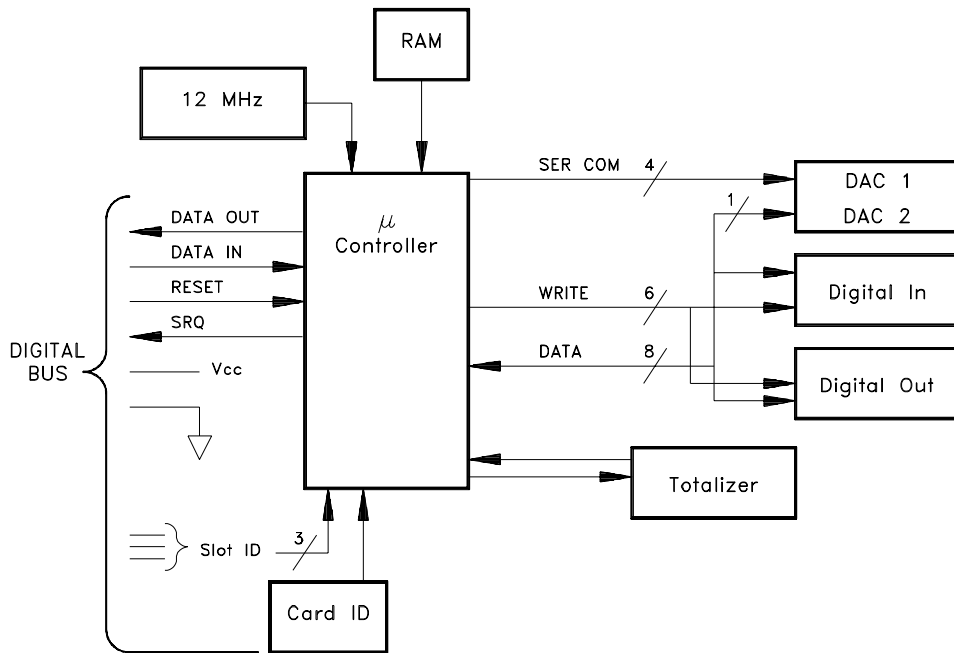 RAM
12 MHz
SER COM 4
DAC 1
1
DAC 2
μ
Controller
DATA OUT
DATA IN
RESET
SRQ
Vcc
DIGITAL
BUS
WRITE 6
Digital In
DATA 8
Digital Out
Totalizer
Slot ID 3
Card ID